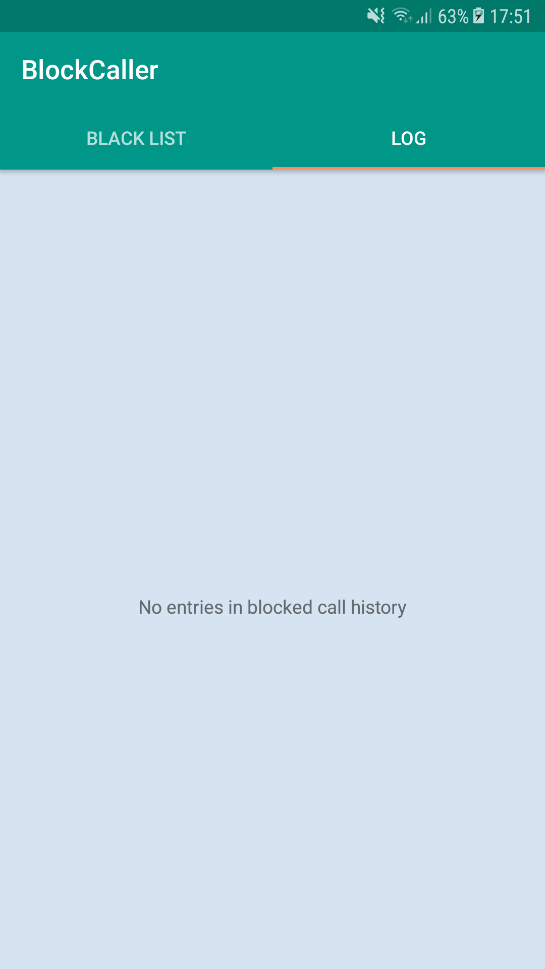 63% 17:51
BlockCaller
BLACK LIST LOG
No entries in blocked call history